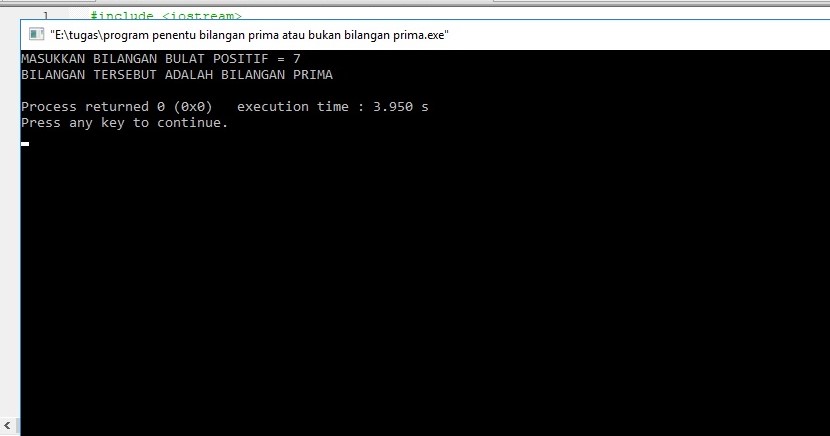 1 #include <iostream>
"E:\tugas\program penentu bilangan prima atau bukan bilangan prima.exe"
MASUKKAN BILANGAN BULAT POSITIF = 7
BILANGAN TERSEBUT ADALAH BILANGAN PRIMA
Process returned 0 (0x0) execution time : 3.950 s
Press any key to continue.